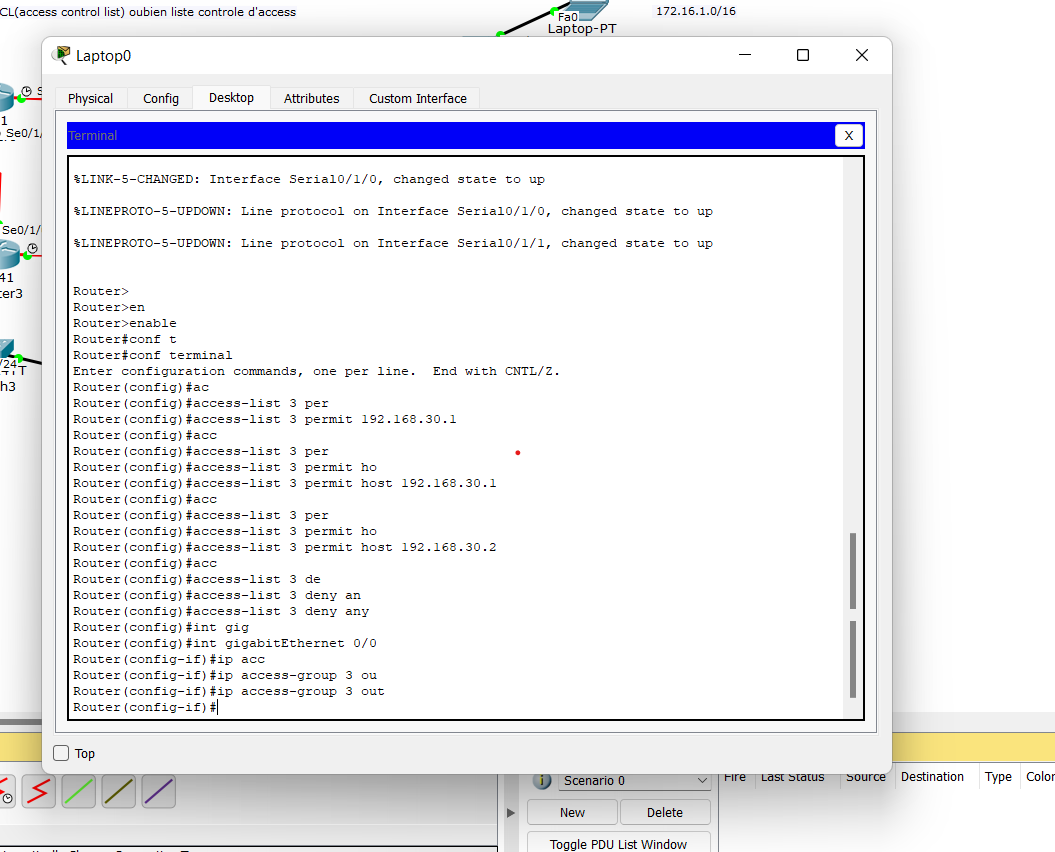 CL(access control list) oubien liste controle d'access
172.16.1.0/16
Fa0
Laptop-PT
Laptop0
Physical
Config
Desktop
Attributes
Custom Interface
Terminal
X
%LINK-5-CHANGED: Interface Serial0/1/0, changed state to up
%LINEPROTO-5-UPDOWN: Line protocol on Interface Serial0/1/0, changed state to up
%LINEPROTO-5-UPDOWN: Line protocol on Interface Serial0/1/1, changed state to up
Router>
Router>en
Router>enable
Router#conf t
Router#conf terminal
Enter configuration commands, one per line.  End with CNTL/Z.
Router(config)#ac
Router(config)#access-list 3 per
Router(config)#access-list 3 permit 192.168.30.1
Router(config)#acc
Router(config)#access-list 3 per
Router(config)#access-list 3 permit ho
Router(config)#access-list 3 permit host 192.168.30.1
Router(config)#acc
Router(config)#access-list 3 per
Router(config)#access-list 3 permit ho
Router(config)#access-list 3 permit host 192.168.30.2
Router(config)#acc
Router(config)#access-list 3 de
Router(config)#access-list 3 deny an
Router(config)#access-list 3 deny any
Router(config)#int gig
Router(config)#int gigabitEthernet 0/0
Router(config-if)#ip acc
Router(config-if)#ip access-group 3 ou
Router(config-if)#ip access-group 3 out
Router(config-if)#
Top
S
1
Se0/1/
Se0/1/
41
ter3
/24
T
h3
Scenario 0
New
Delete
Toggle PDU List Window
Fire
Last Status
Source
Destination
Type
Color